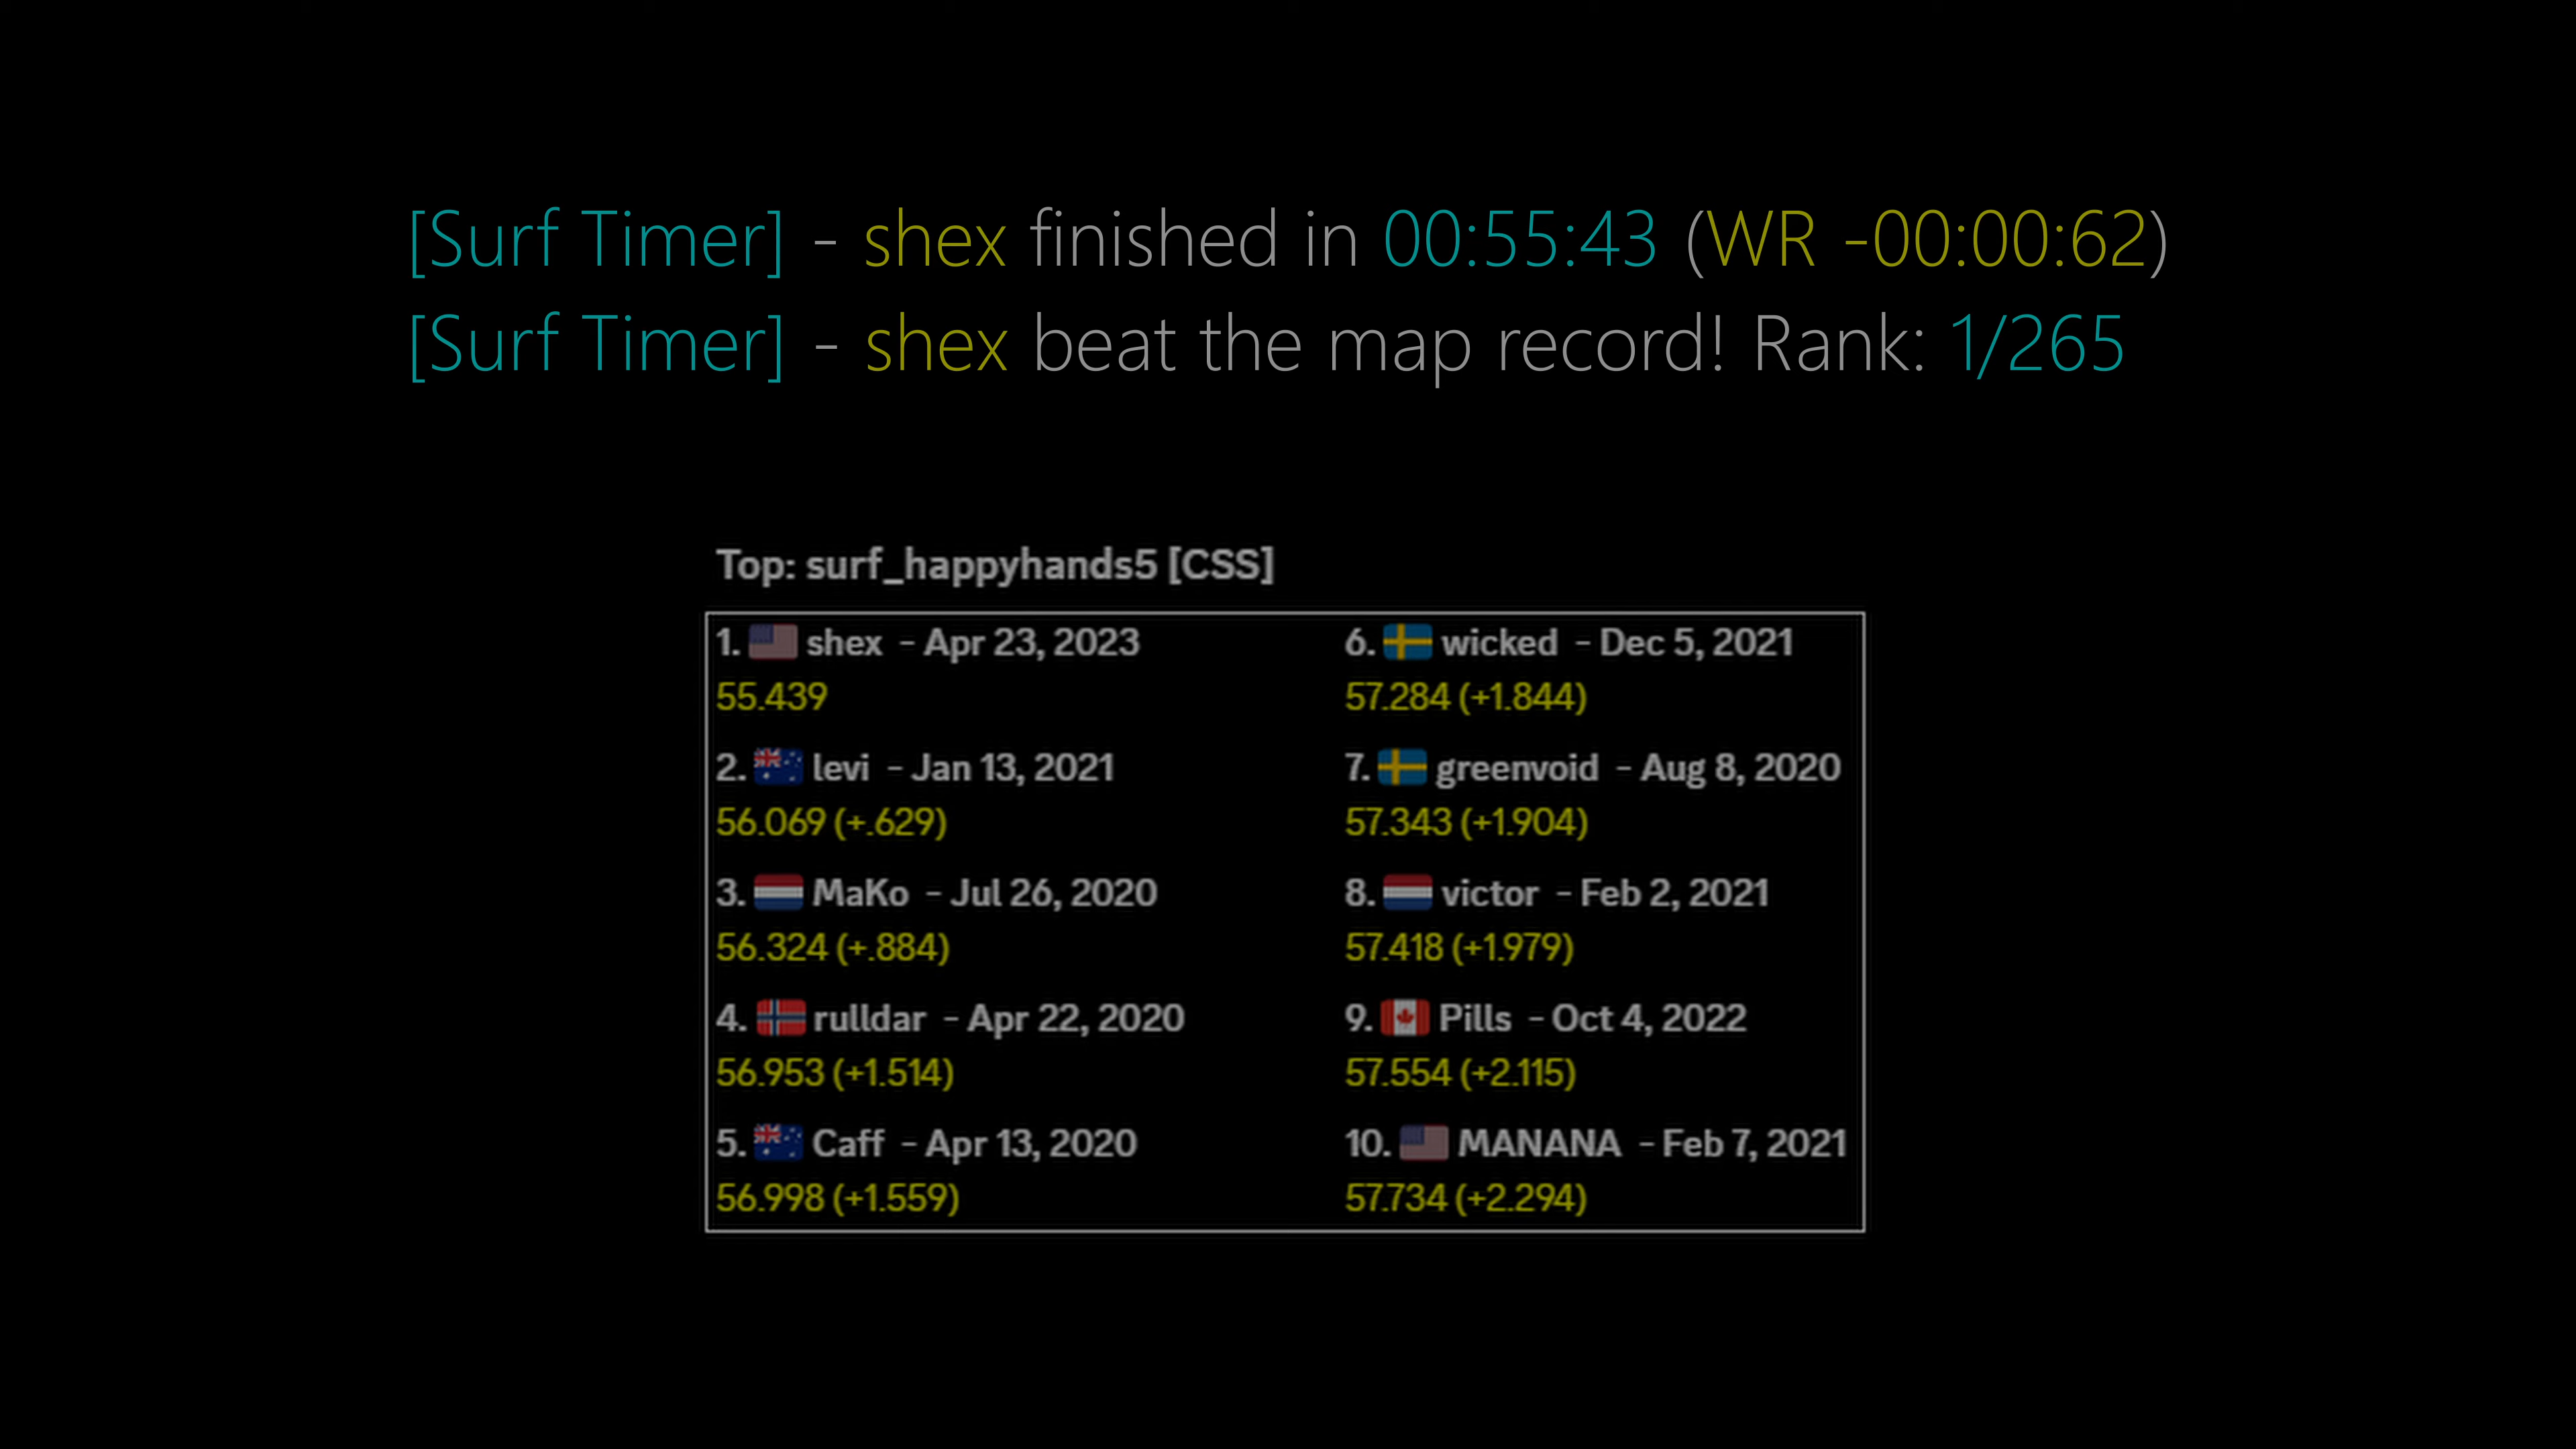 [Surf Timer] - shex finished in 00:55:43 (WR -00:00:62)
[Surf Timer] - shex beat the map record! Rank: 1/265
Top: surf_happyhands5 [CSS]
1. shex - Apr 23, 2023
55.439
2. levi - Jan 13, 2021
56.069 (+.629)
3. MaKo - Jul 26, 2020
56.324 (+.884)
4. rulldar - Apr 22, 2020
56.953 (+1.514)
5. Caff - Apr 13, 2020
56.998 (+1.559)
6. wicked - Dec 5, 2021
57.284 (+1.844)
7. greenvoid - Aug 8, 2020
57.343 (+1.904)
8. victor - Feb 2, 2021
57.418 (+1.979)
9. Pills - Oct 4, 2022
57.554 (+2.115)
10. MANANA - Feb 7, 2021
57.734 (+2.294)